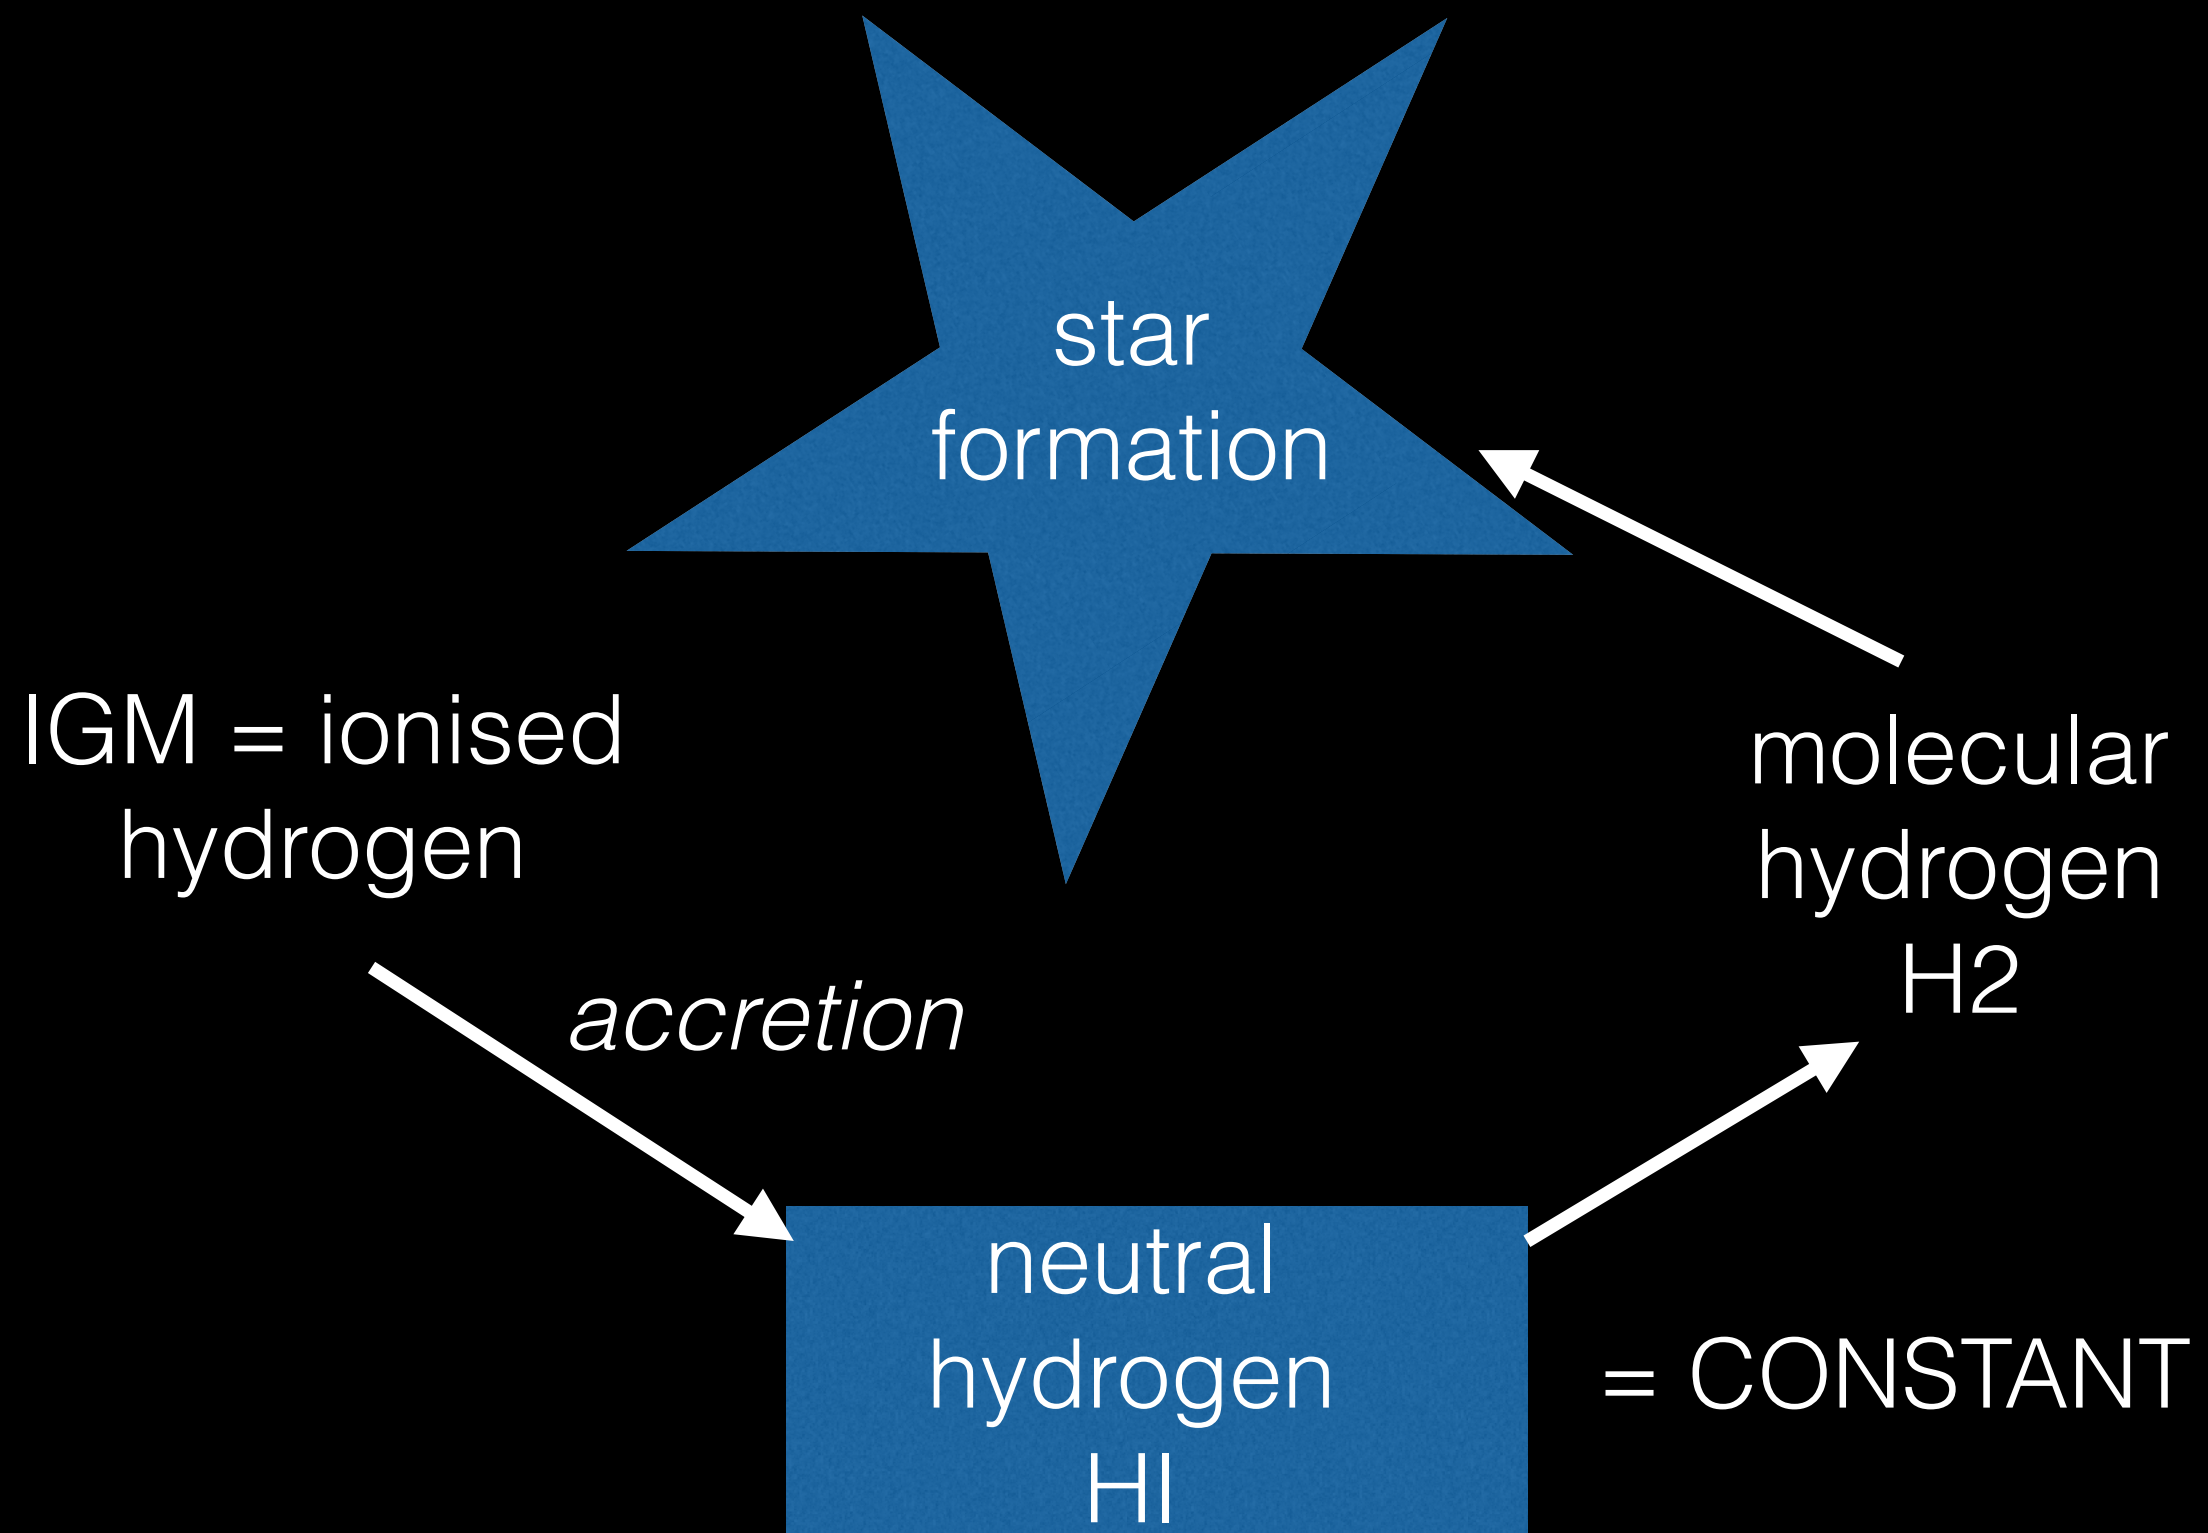 star
formation
IGM = ionised
hydrogen
molecular
hydrogen
H2
accretion
neutral
hydrogen
HI
= CONSTANT